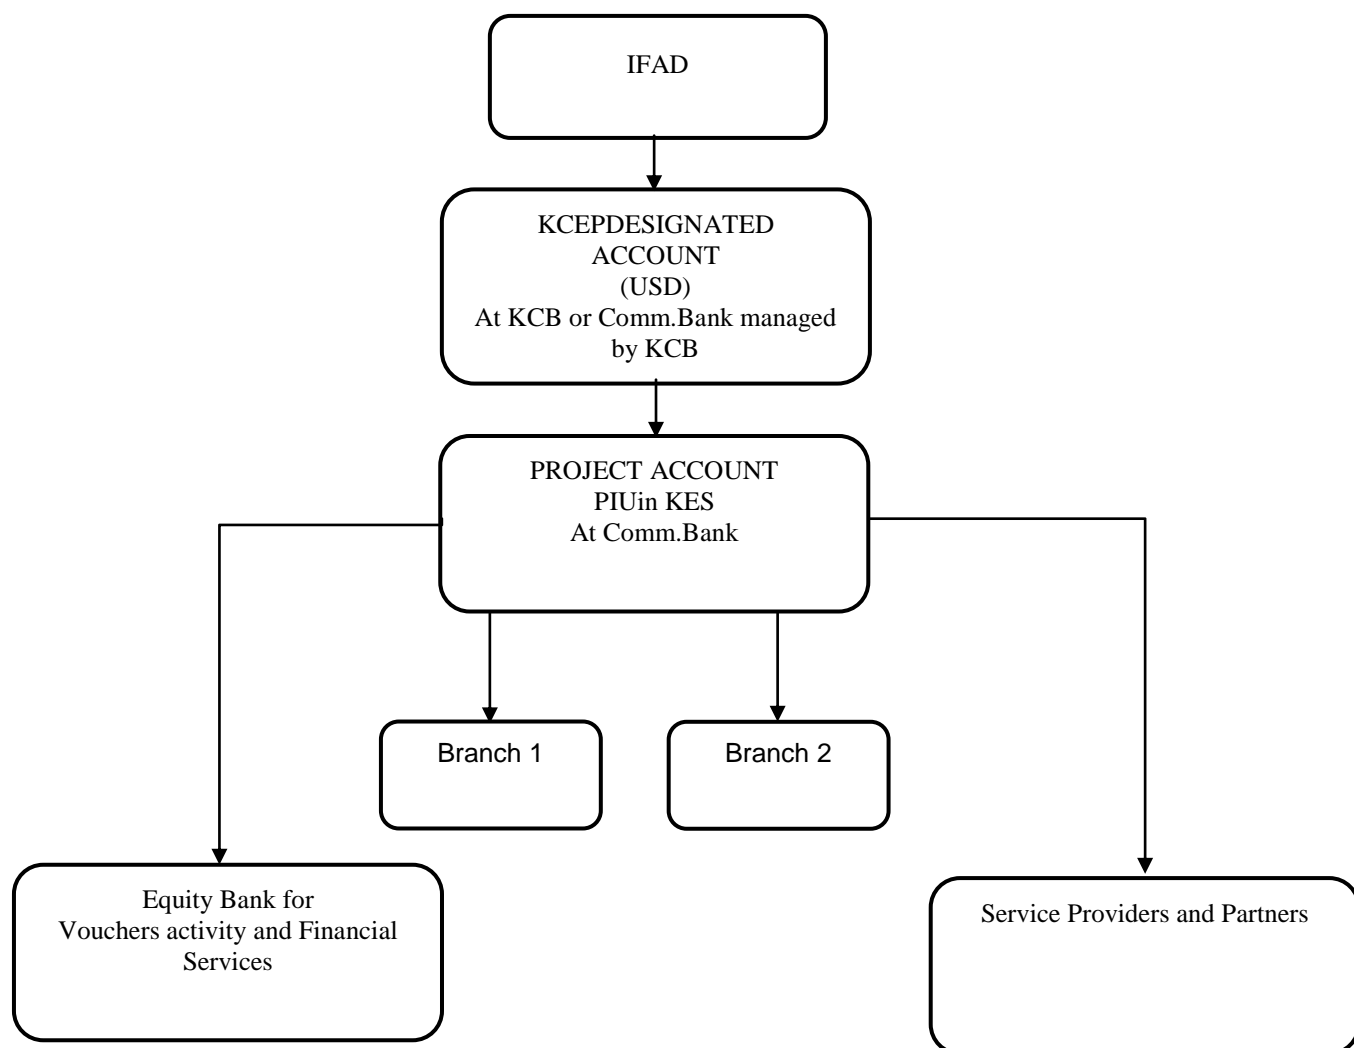 IFAD
KCEPDESIGNATED
ACCOUNT
(USD)
At KCB or Comm.Bank managed
by KCB
PROJECT ACCOUNT
PIUin KES
At Comm.Bank
Branch 1
Branch 2
Equity Bank for
Vouchers activity and Financial
Services
Service Providers and Partners